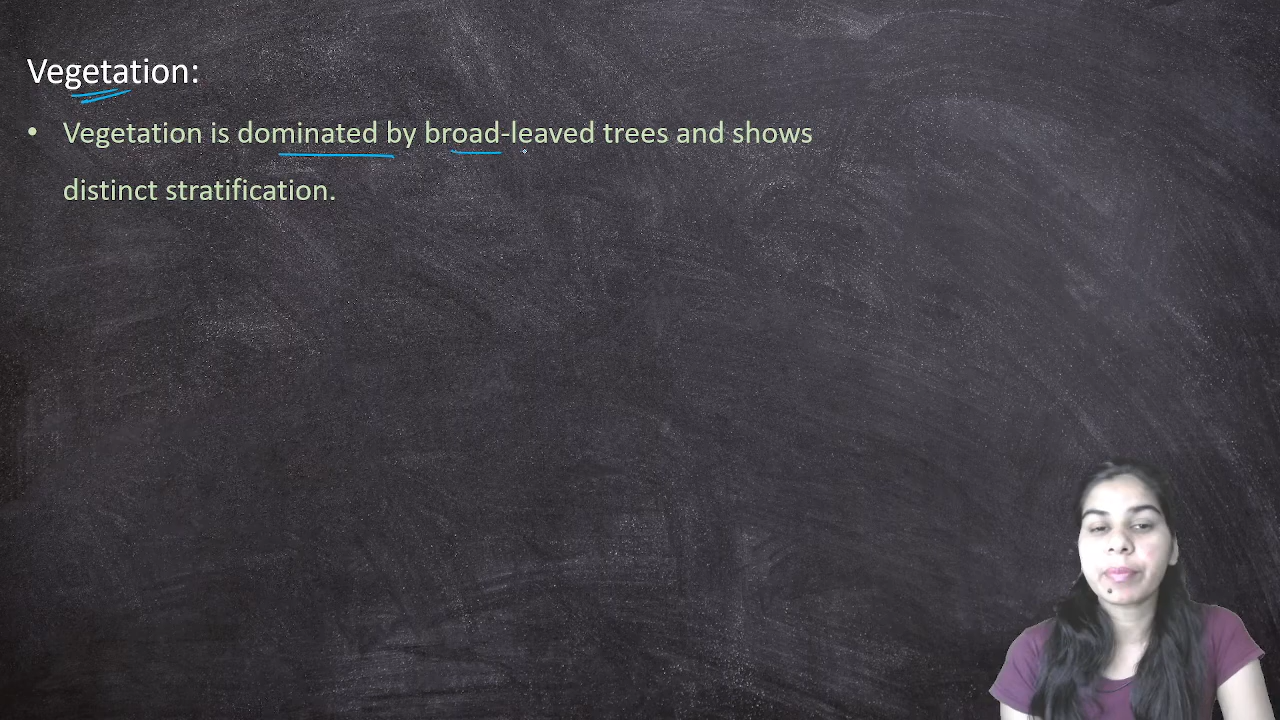 Vegetation:
• Vegetation is dominated by broad-leaved trees and shows
distinct stratification.